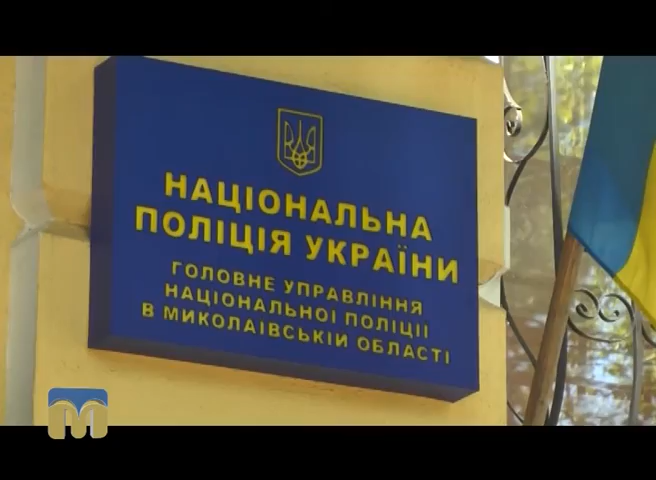 НАЦІОНАЛЬНА
ПОЛІЦІЯ УКРАЇНИ
ГОЛОВНЕ УПРАВЛІННЯ
НАЦІОНАЛЬНОЇ ПОЛІЦІЇ
В МИКОЛАЇВСЬКІЙ ОБЛАСТІ
M